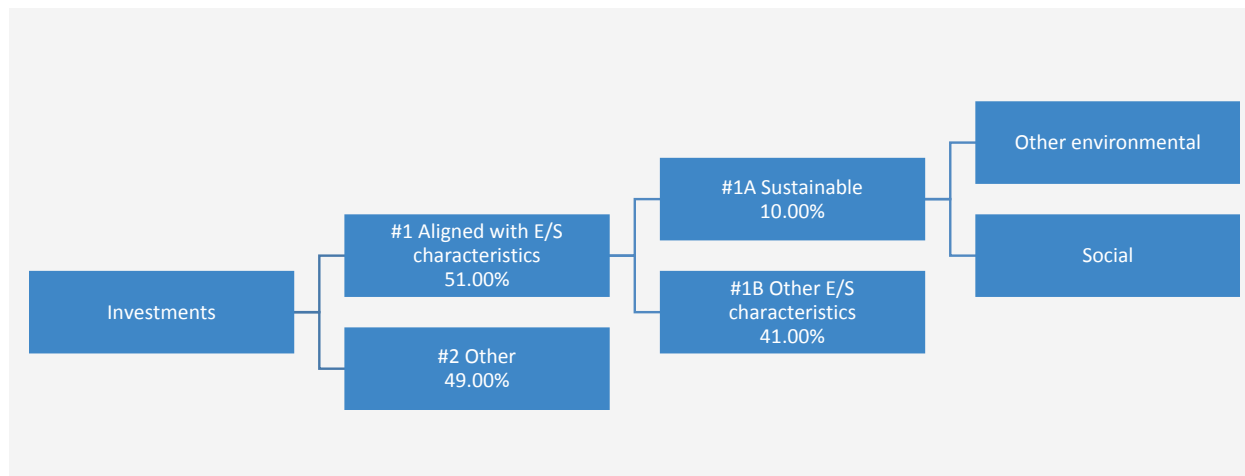 Investments
#1 Aligned with E/S
characteristics
51.00%
#2 Other
49.00%
#1A Sustainable
10.00%
#1B Other E/S
characteristics
41.00%
Other environmental
Social